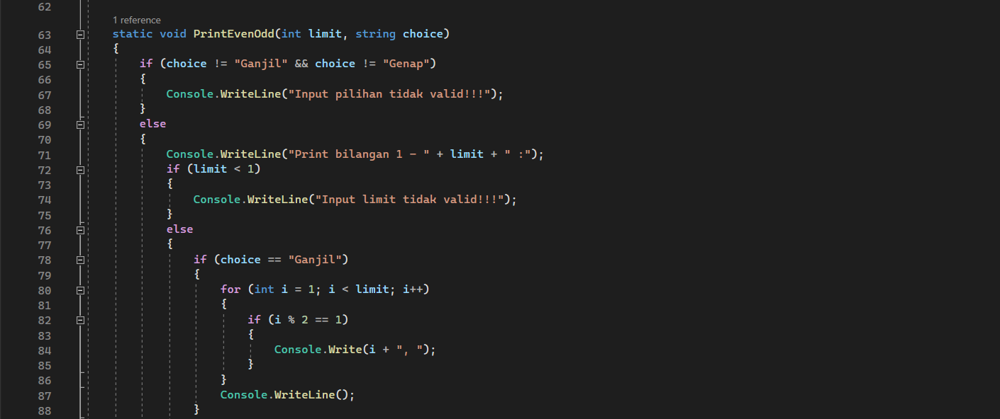 62
1 reference
63 static void PrintEvenOdd(int limit, string choice)
64 {
65 if (choice != "Ganjil" && choice != "Genap")
66 {
67 Console.WriteLine("Input pilihan tidak valid!!!");
68 }
69 else
70 {
71 Console.WriteLine("Print bilangan 1 - " + limit + " :");
72 if (limit < 1)
73 {
74 Console.WriteLine("Input limit tidak valid!!!");
75 }
76 else
77 {
78 if (choice == "Ganjil")
79 {
80 for (int i = 1; i < limit; i++)
81 {
82 if (i % 2 == 1)
83 {
84 Console.Write(i + ", ");
85 }
86 }
87 Console.WriteLine();
88 }